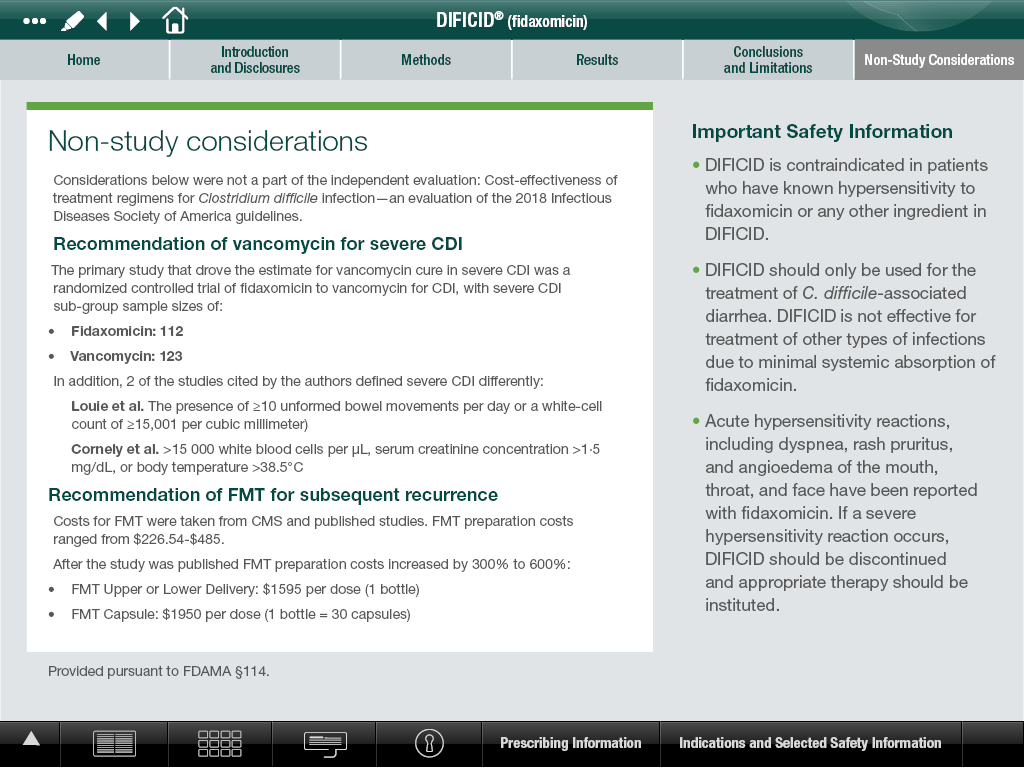 DIFICID® (fidaxomicin)
Home
Introduction
and Disclosures
Methods
Results
Conclusions
and Limitations
Non-Study Considerations
Non-study considerations
Considerations below were not a part of the independent evaluation: Cost-effectiveness of
treatment regimens for Clostridium difficile infection—an evaluation of the 2018 Infectious
Diseases Society of America guidelines.
Recommendation of vancomycin for severe CDI
The primary study that drove the estimate for vancomycin cure in severe CDI was a
randomized controlled trial of fidaxomicin to vancomycin for CDI, with severe CDI
sub-group sample sizes of:
• Fidaxomicin: 112
• Vancomycin: 123
In addition, 2 of the studies cited by the authors defined severe CDI differently:
Louie et al. The presence of ≥10 unformed bowel movements per day or a white-cell
count of ≥15,001 per cubic millimeter)
Cornely et al. >15 000 white blood cells per µL, serum creatinine concentration >1·5
mg/dL, or body temperature >38.5°C
Recommendation of FMT for subsequent recurrence
Costs for FMT were taken from CMS and published studies. FMT preparation costs
ranged from $226.54-$485.
After the study was published FMT preparation costs increased by 300% to 600%:
• FMT Upper or Lower Delivery: $1595 per dose (1 bottle)
• FMT Capsule: $1950 per dose (1 bottle = 30 capsules)
Provided pursuant to FDAMA §114.
Important Safety Information
• DIFICID is contraindicated in patients
who have known hypersensitivity to
fidaxomicin or any other ingredient in
DIFICID.
• DIFICID should only be used for the
treatment of C. difficile-associated
diarrhea. DIFICID is not effective for
treatment of other types of infections
due to minimal systemic absorption of
fidaxomicin.
• Acute hypersensitivity reactions,
including dyspnea, rash pruritus,
and angioedema of the mouth,
throat, and face have been reported
with fidaxomicin. If a severe
hypersensitivity reaction occurs,
DIFICID should be discontinued
and appropriate therapy should be
instituted.
Prescribing Information
Indications and Selected Safety Information